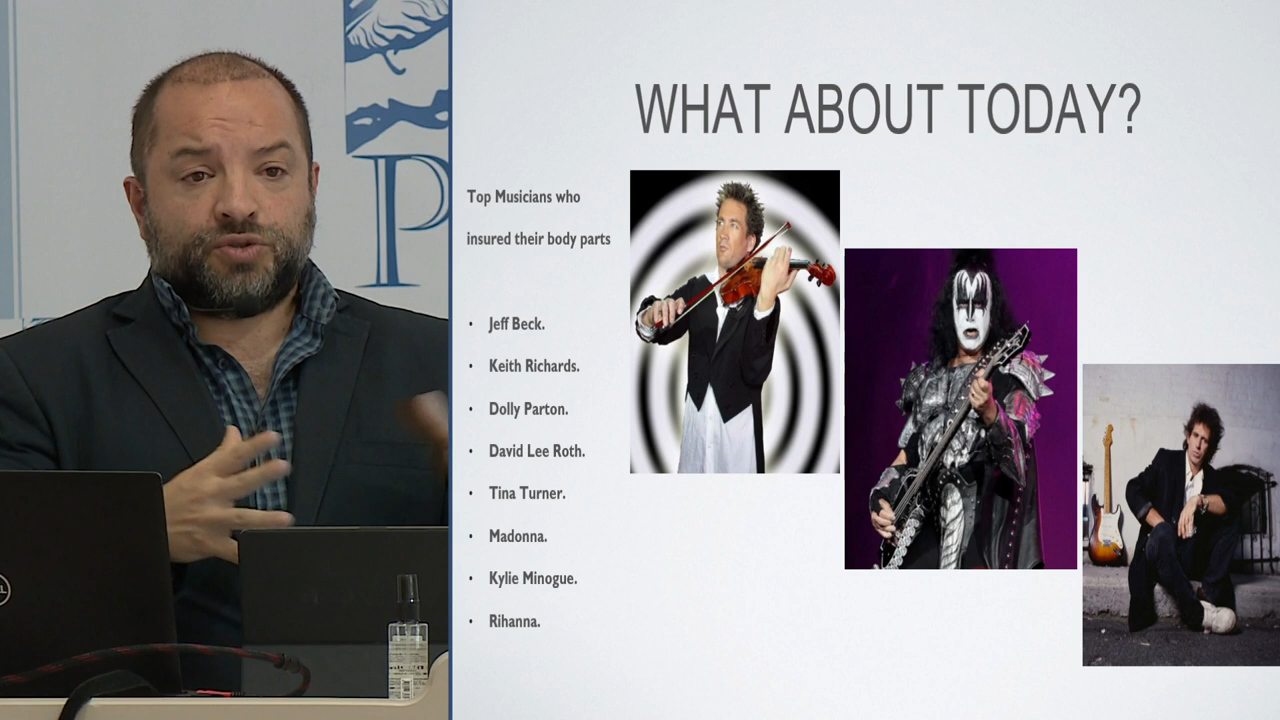 P
WHAT ABOUT TODAY?
Top Musicians who
insured their body parts
• Jeff Beck.
• Keith Richards.
• Dolly Parton.
• David Lee Roth.
• Tina Turner.
• Madonna.
• Kylie Minogue.
• Rihanna.